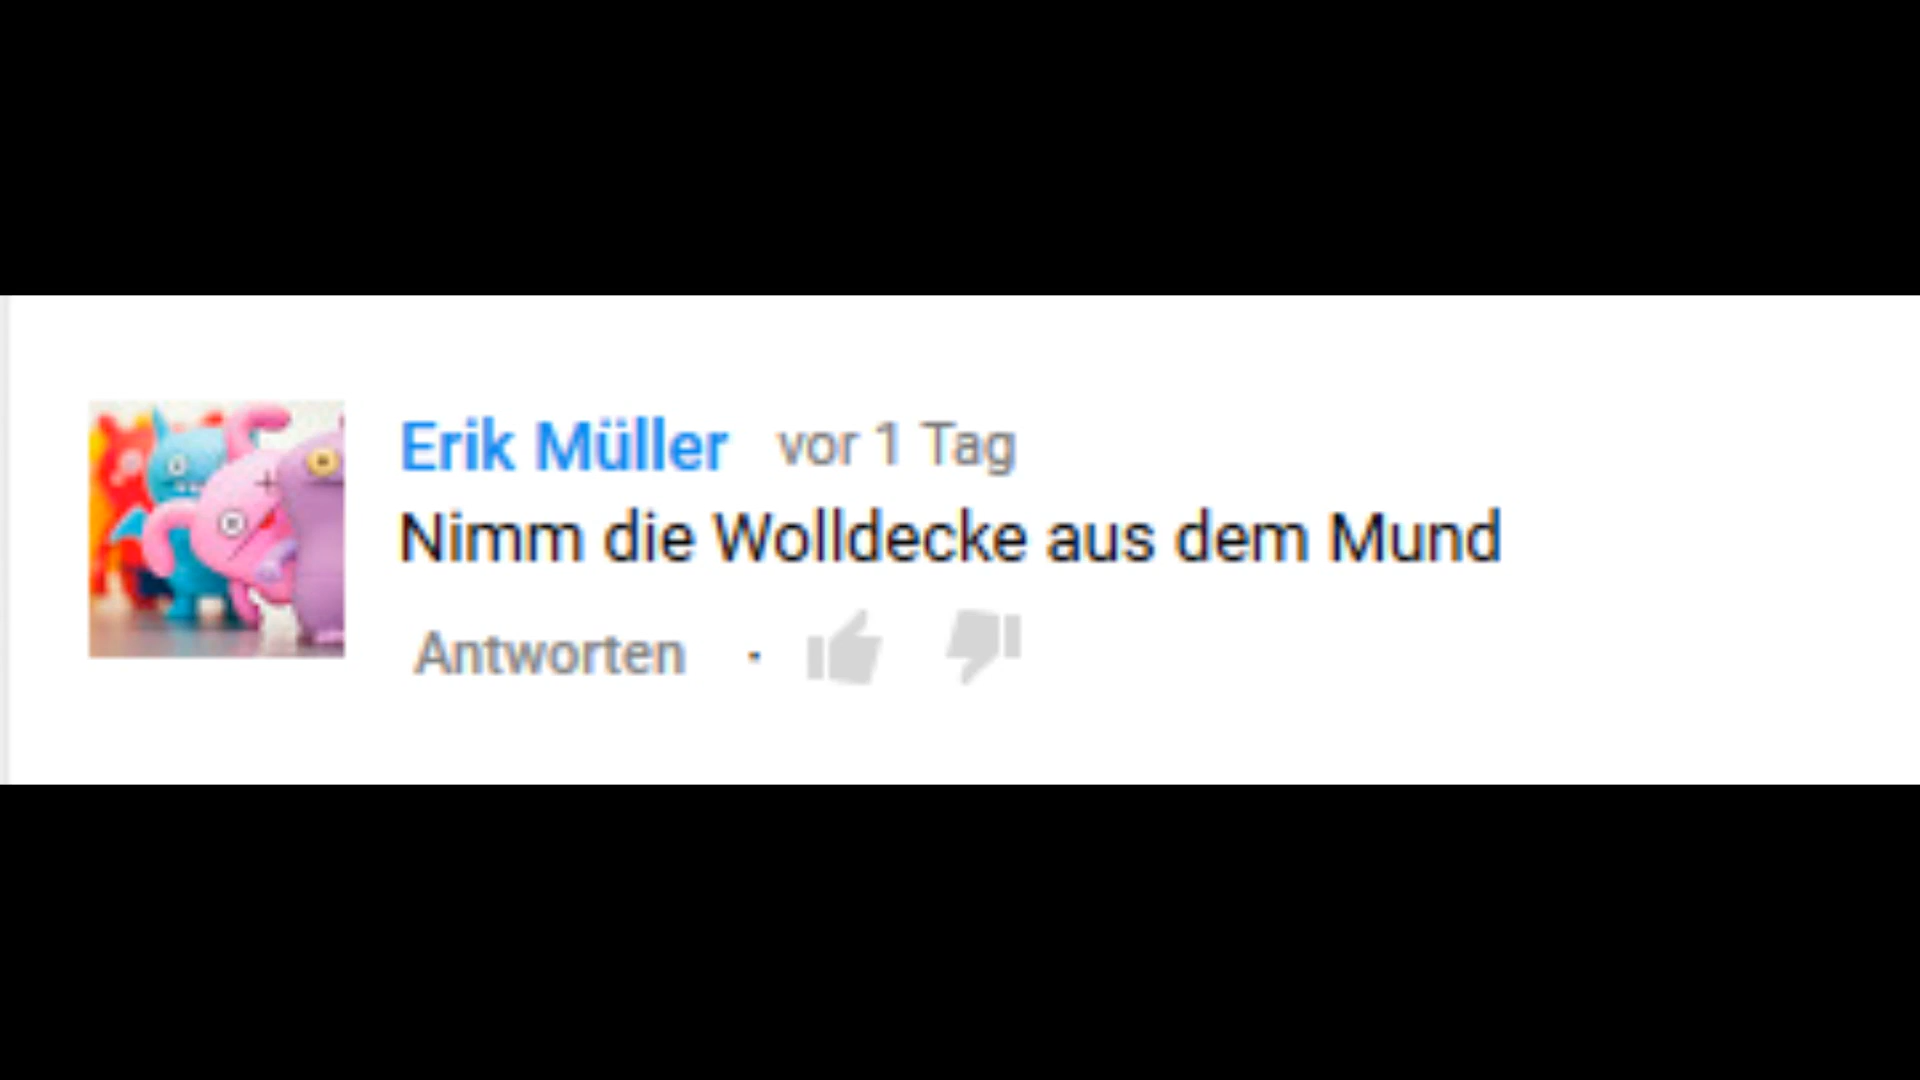 Erik Müller vor 1 Tag
Nimm die Wolldecke aus dem Mund
Antworten ·